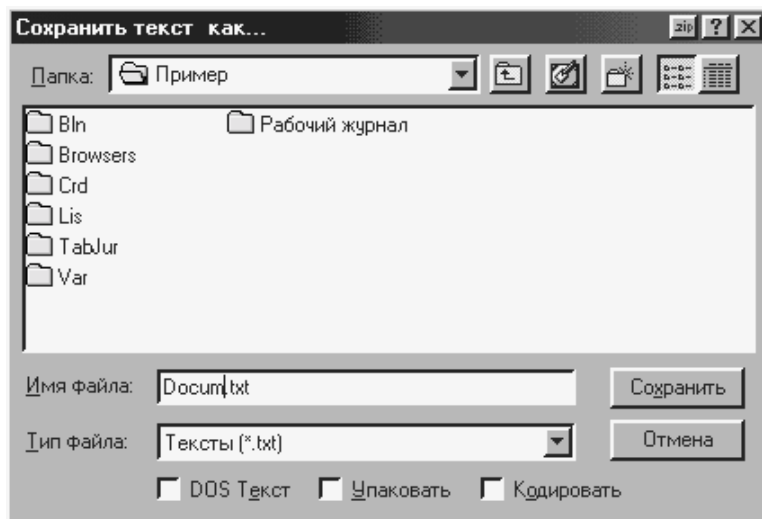 Сохранить текст как...
.zip ? X
Папка: Пример
Bln Рабочий журнал
Browsers
Crd
Lis
TabJur
Var
Имя файла: Docum.txt Сохранить
Тип файла: Тексты (*.txt) Отмена
DOS Текст Упаковать Кодировать